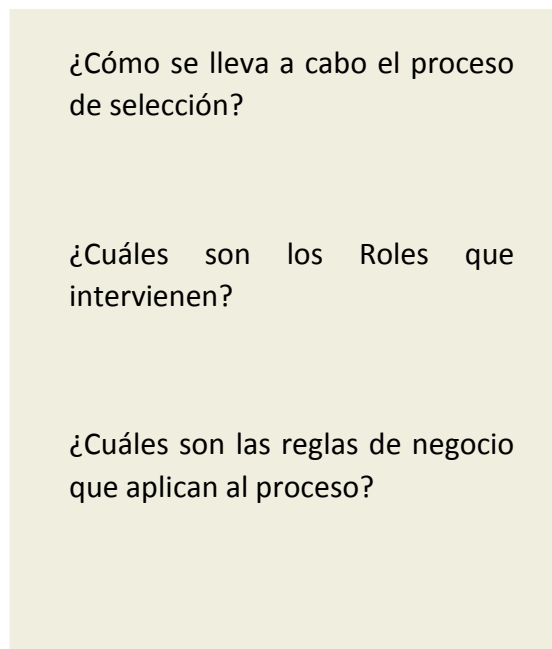 ¿Cómo se lleva a cabo el proceso
de selección?
¿Cuáles son los Roles que
intervienen?
¿Cuáles son las reglas de negocio
que aplican al proceso?